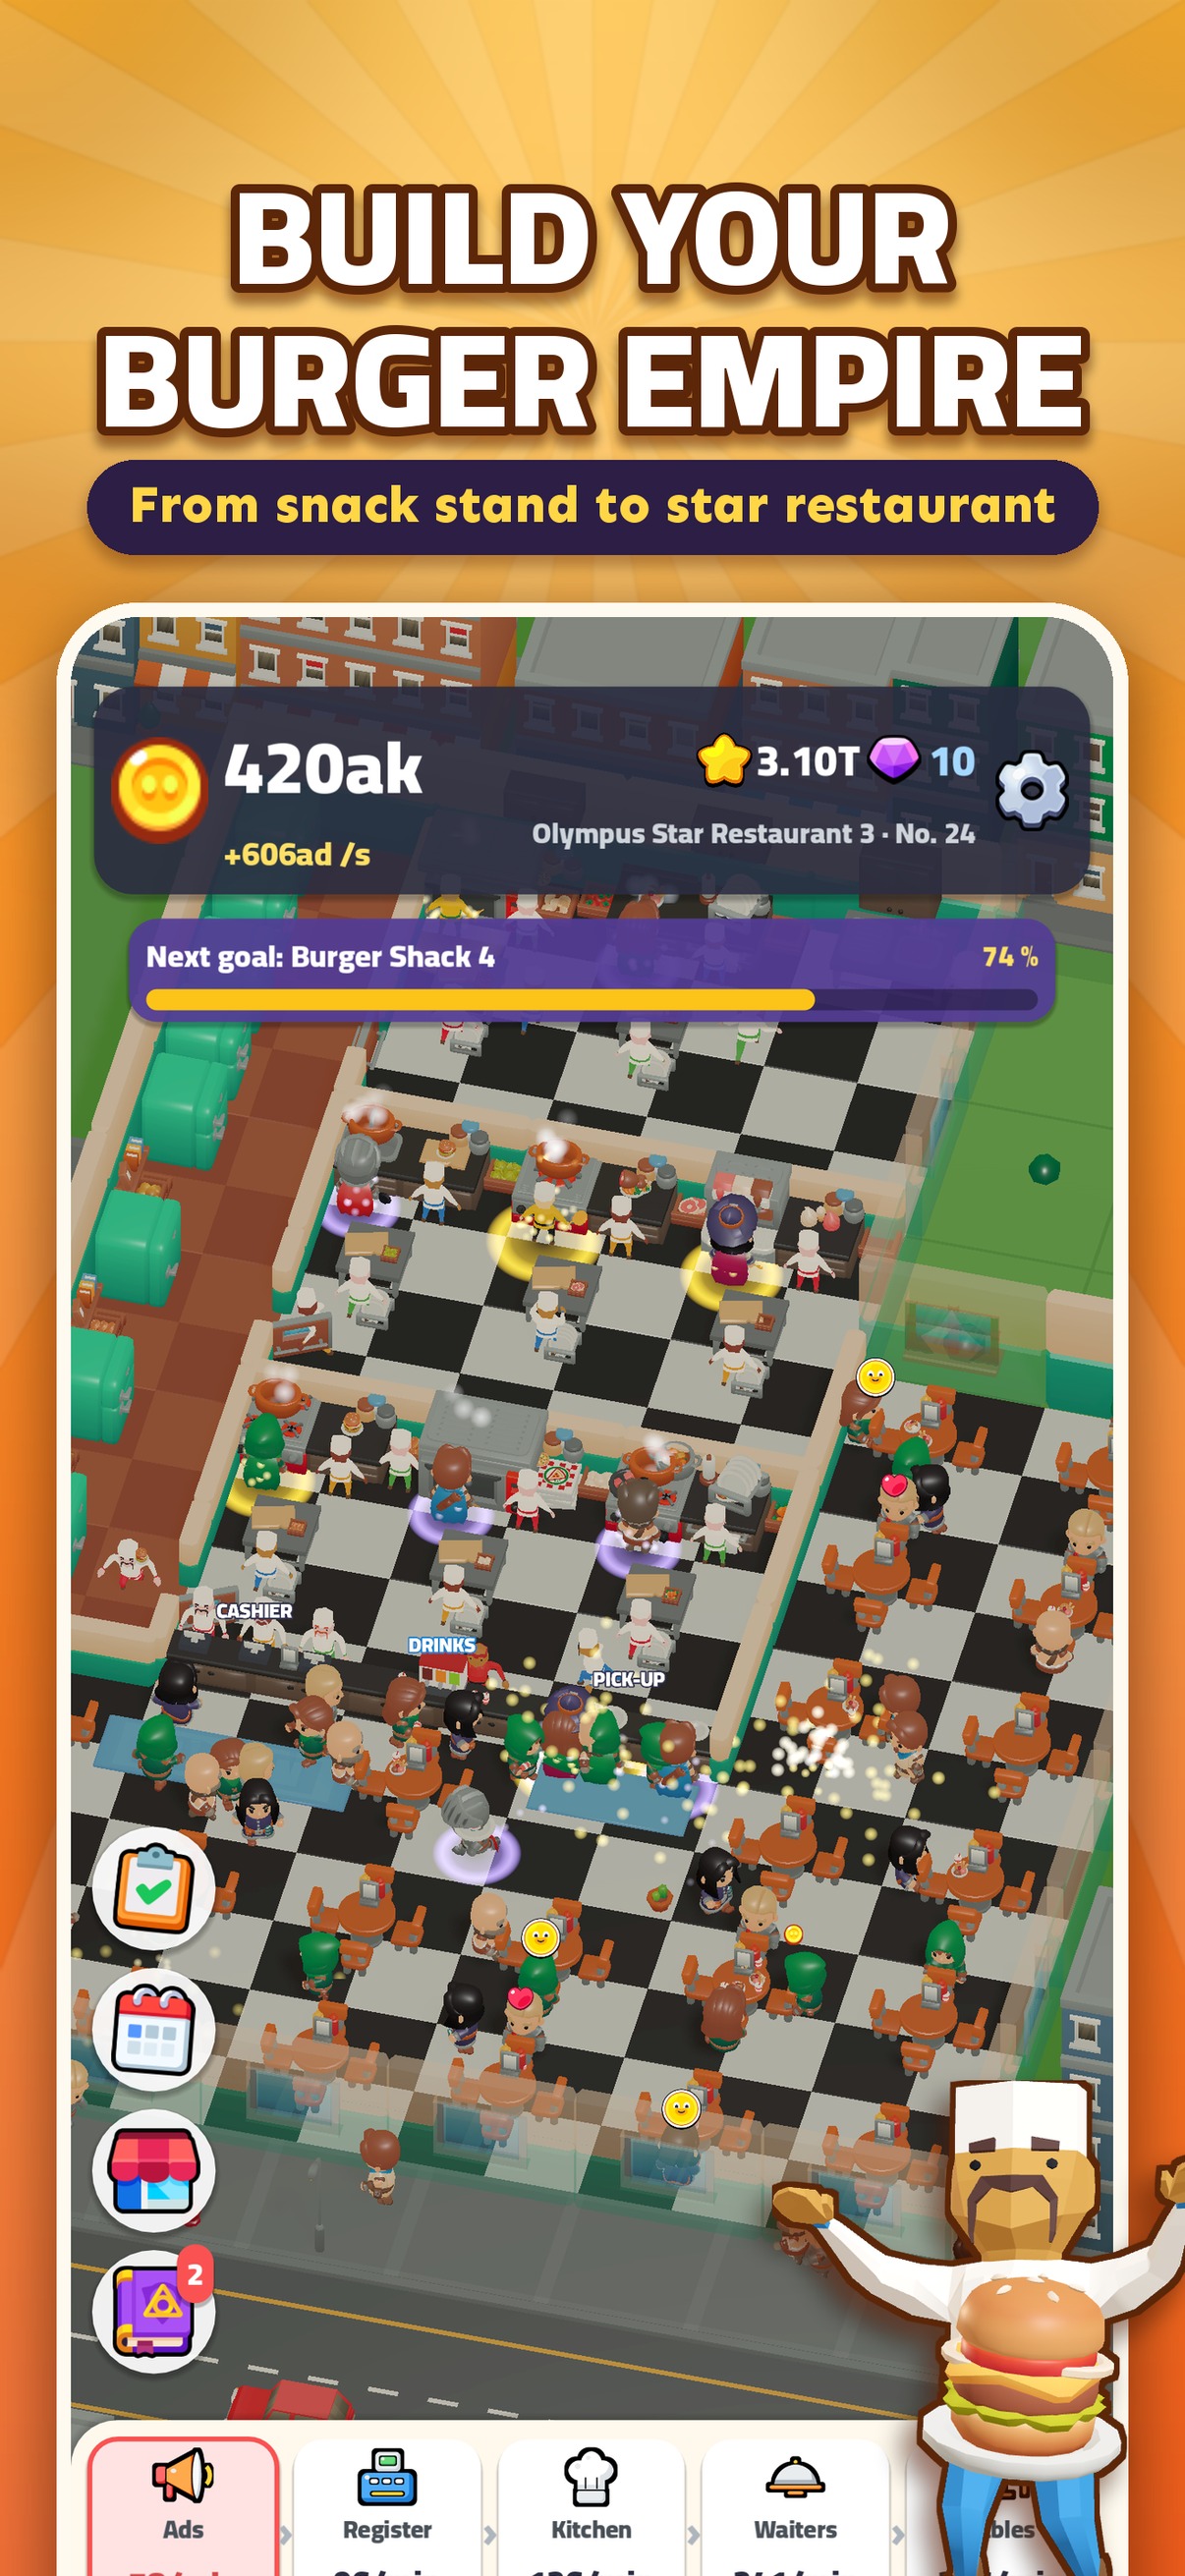 BUILD YOUR
BURGER EMPIRE
From snack stand to star restaurant
420ak
3.10T 10
+606ad /s
Olympus Star Restaurant 3 · No. 24
Next goal: Burger Shack 4
74 %
CASHIER
DRINKS
PICK-UP
2
Ads
Register
Kitchen
Waiters